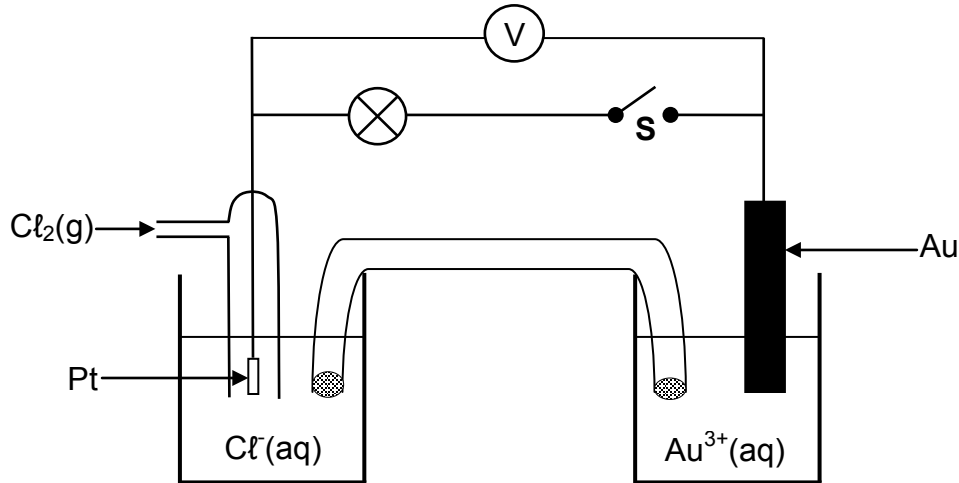 V
S
Cℓ₂(g)
Au
Pt
Cℓ⁻(aq)
Au³⁺(aq)